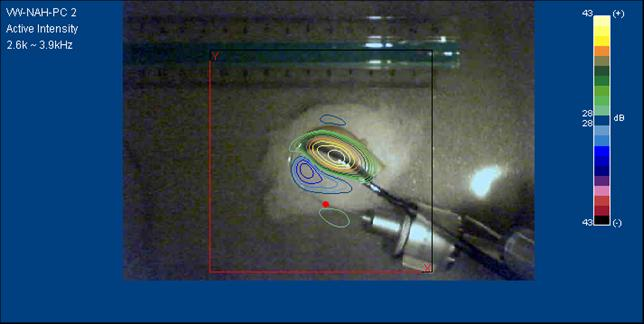 VW-NAH-PC 2
Active Intensity
2.6k ~ 3.9kHz
43 (+)
28
28 dB
43 (-)
Y
X